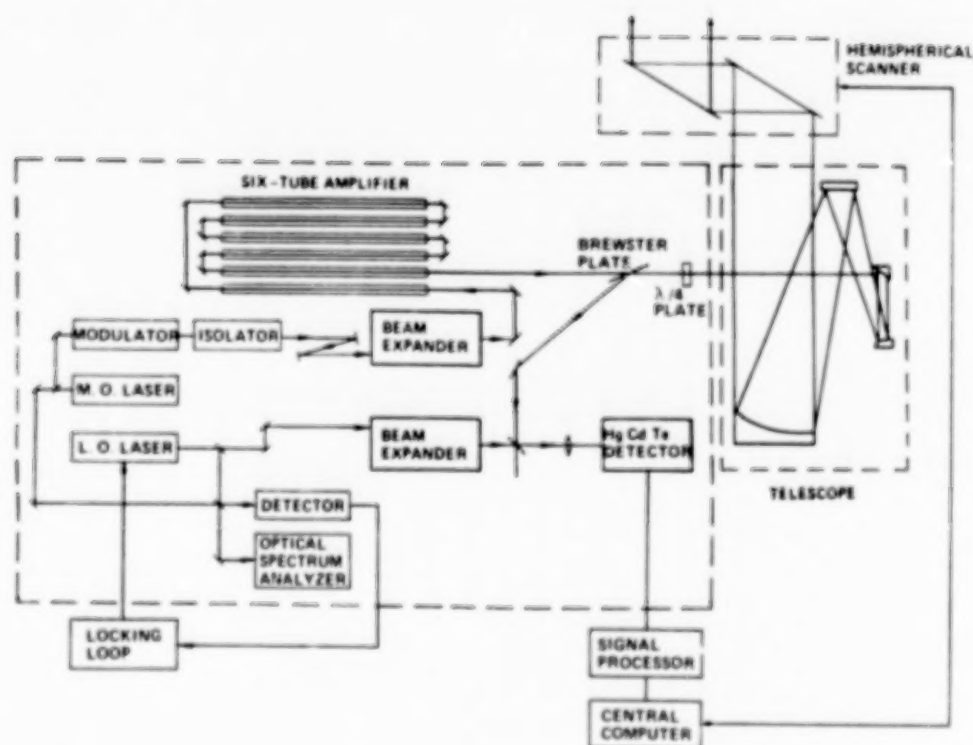 HEMISPHERICAL
SCANNER
SIX-TUBE AMPLIFIER
BREWSTER
PLATE
λ/4
PLATE
MODULATOR
ISOLATOR
BEAM
EXPANDER
M. O. LASER
L. O. LASER
BEAM
EXPANDER
Hg Cd Te
DETECTOR
TELESCOPE
DETECTOR
OPTICAL
SPECTRUM
ANALYZER
LOCKING
LOOP
SIGNAL
PROCESSOR
CENTRAL
COMPUTER